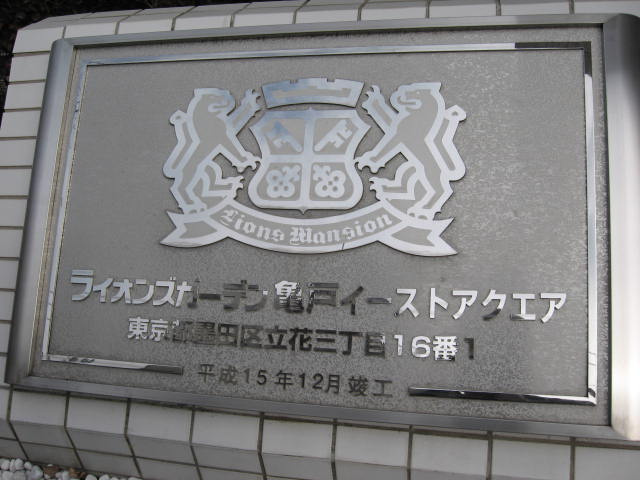 Lions Mansion
ライオンズガーデン亀戸イーストアクエア
東京都墨田区立花三丁目16番1
平成15年12月竣工